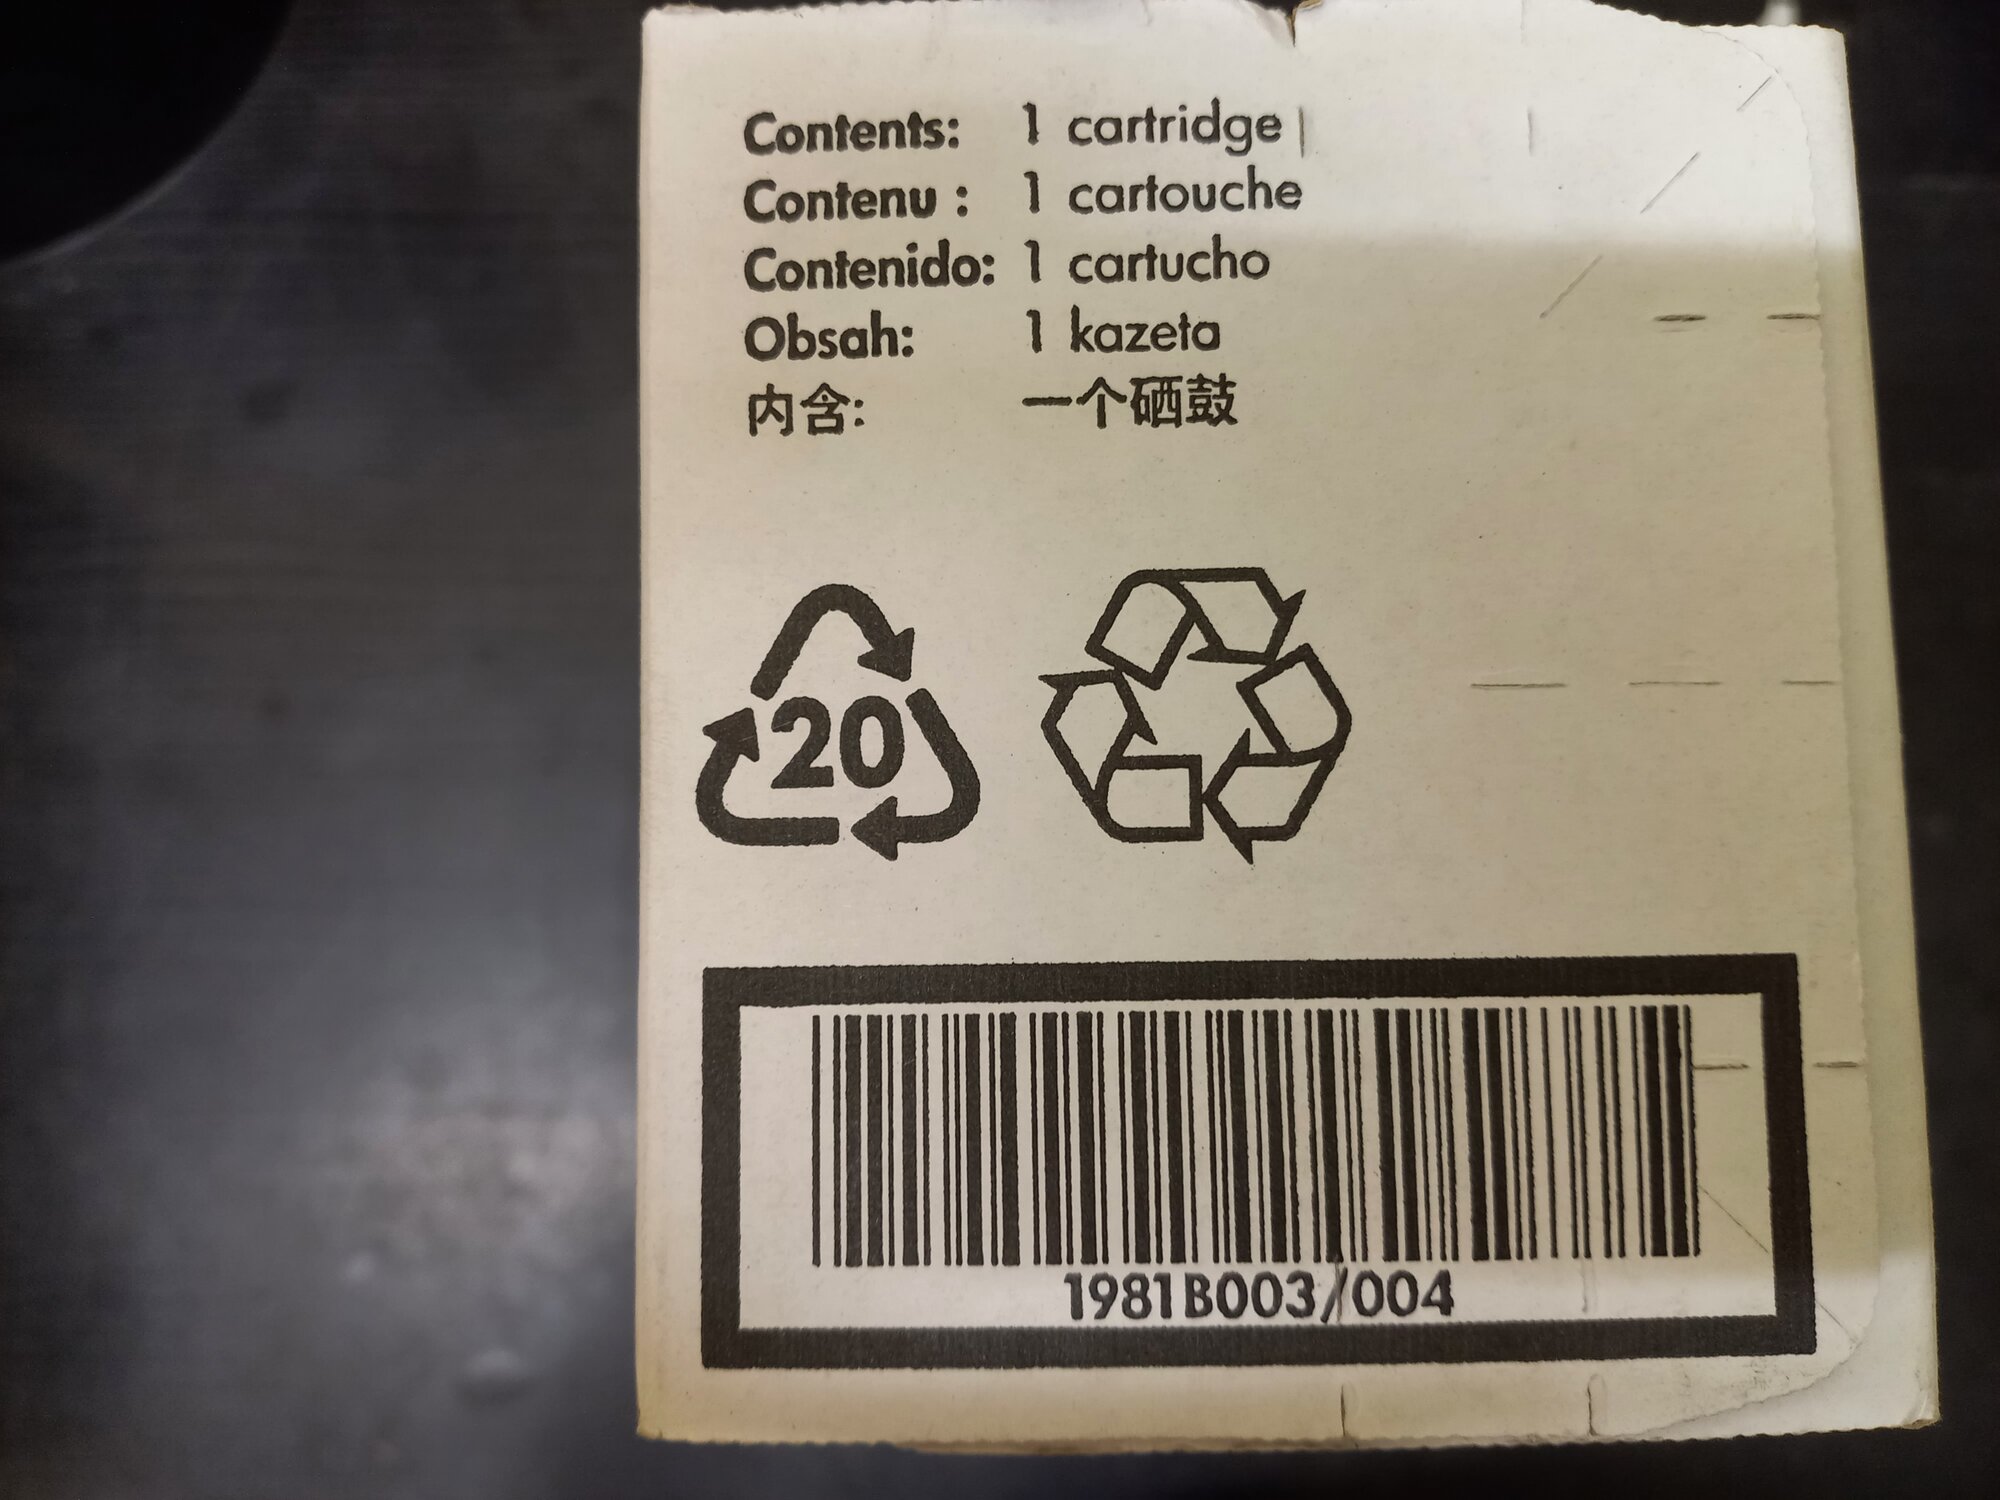 Contents: 1 cartridge
Contenu : 1 cartouche
Contenido: 1 cartucho
Obsah: 1 kazeta
内含: 一个硒鼓
20
1981B003/004